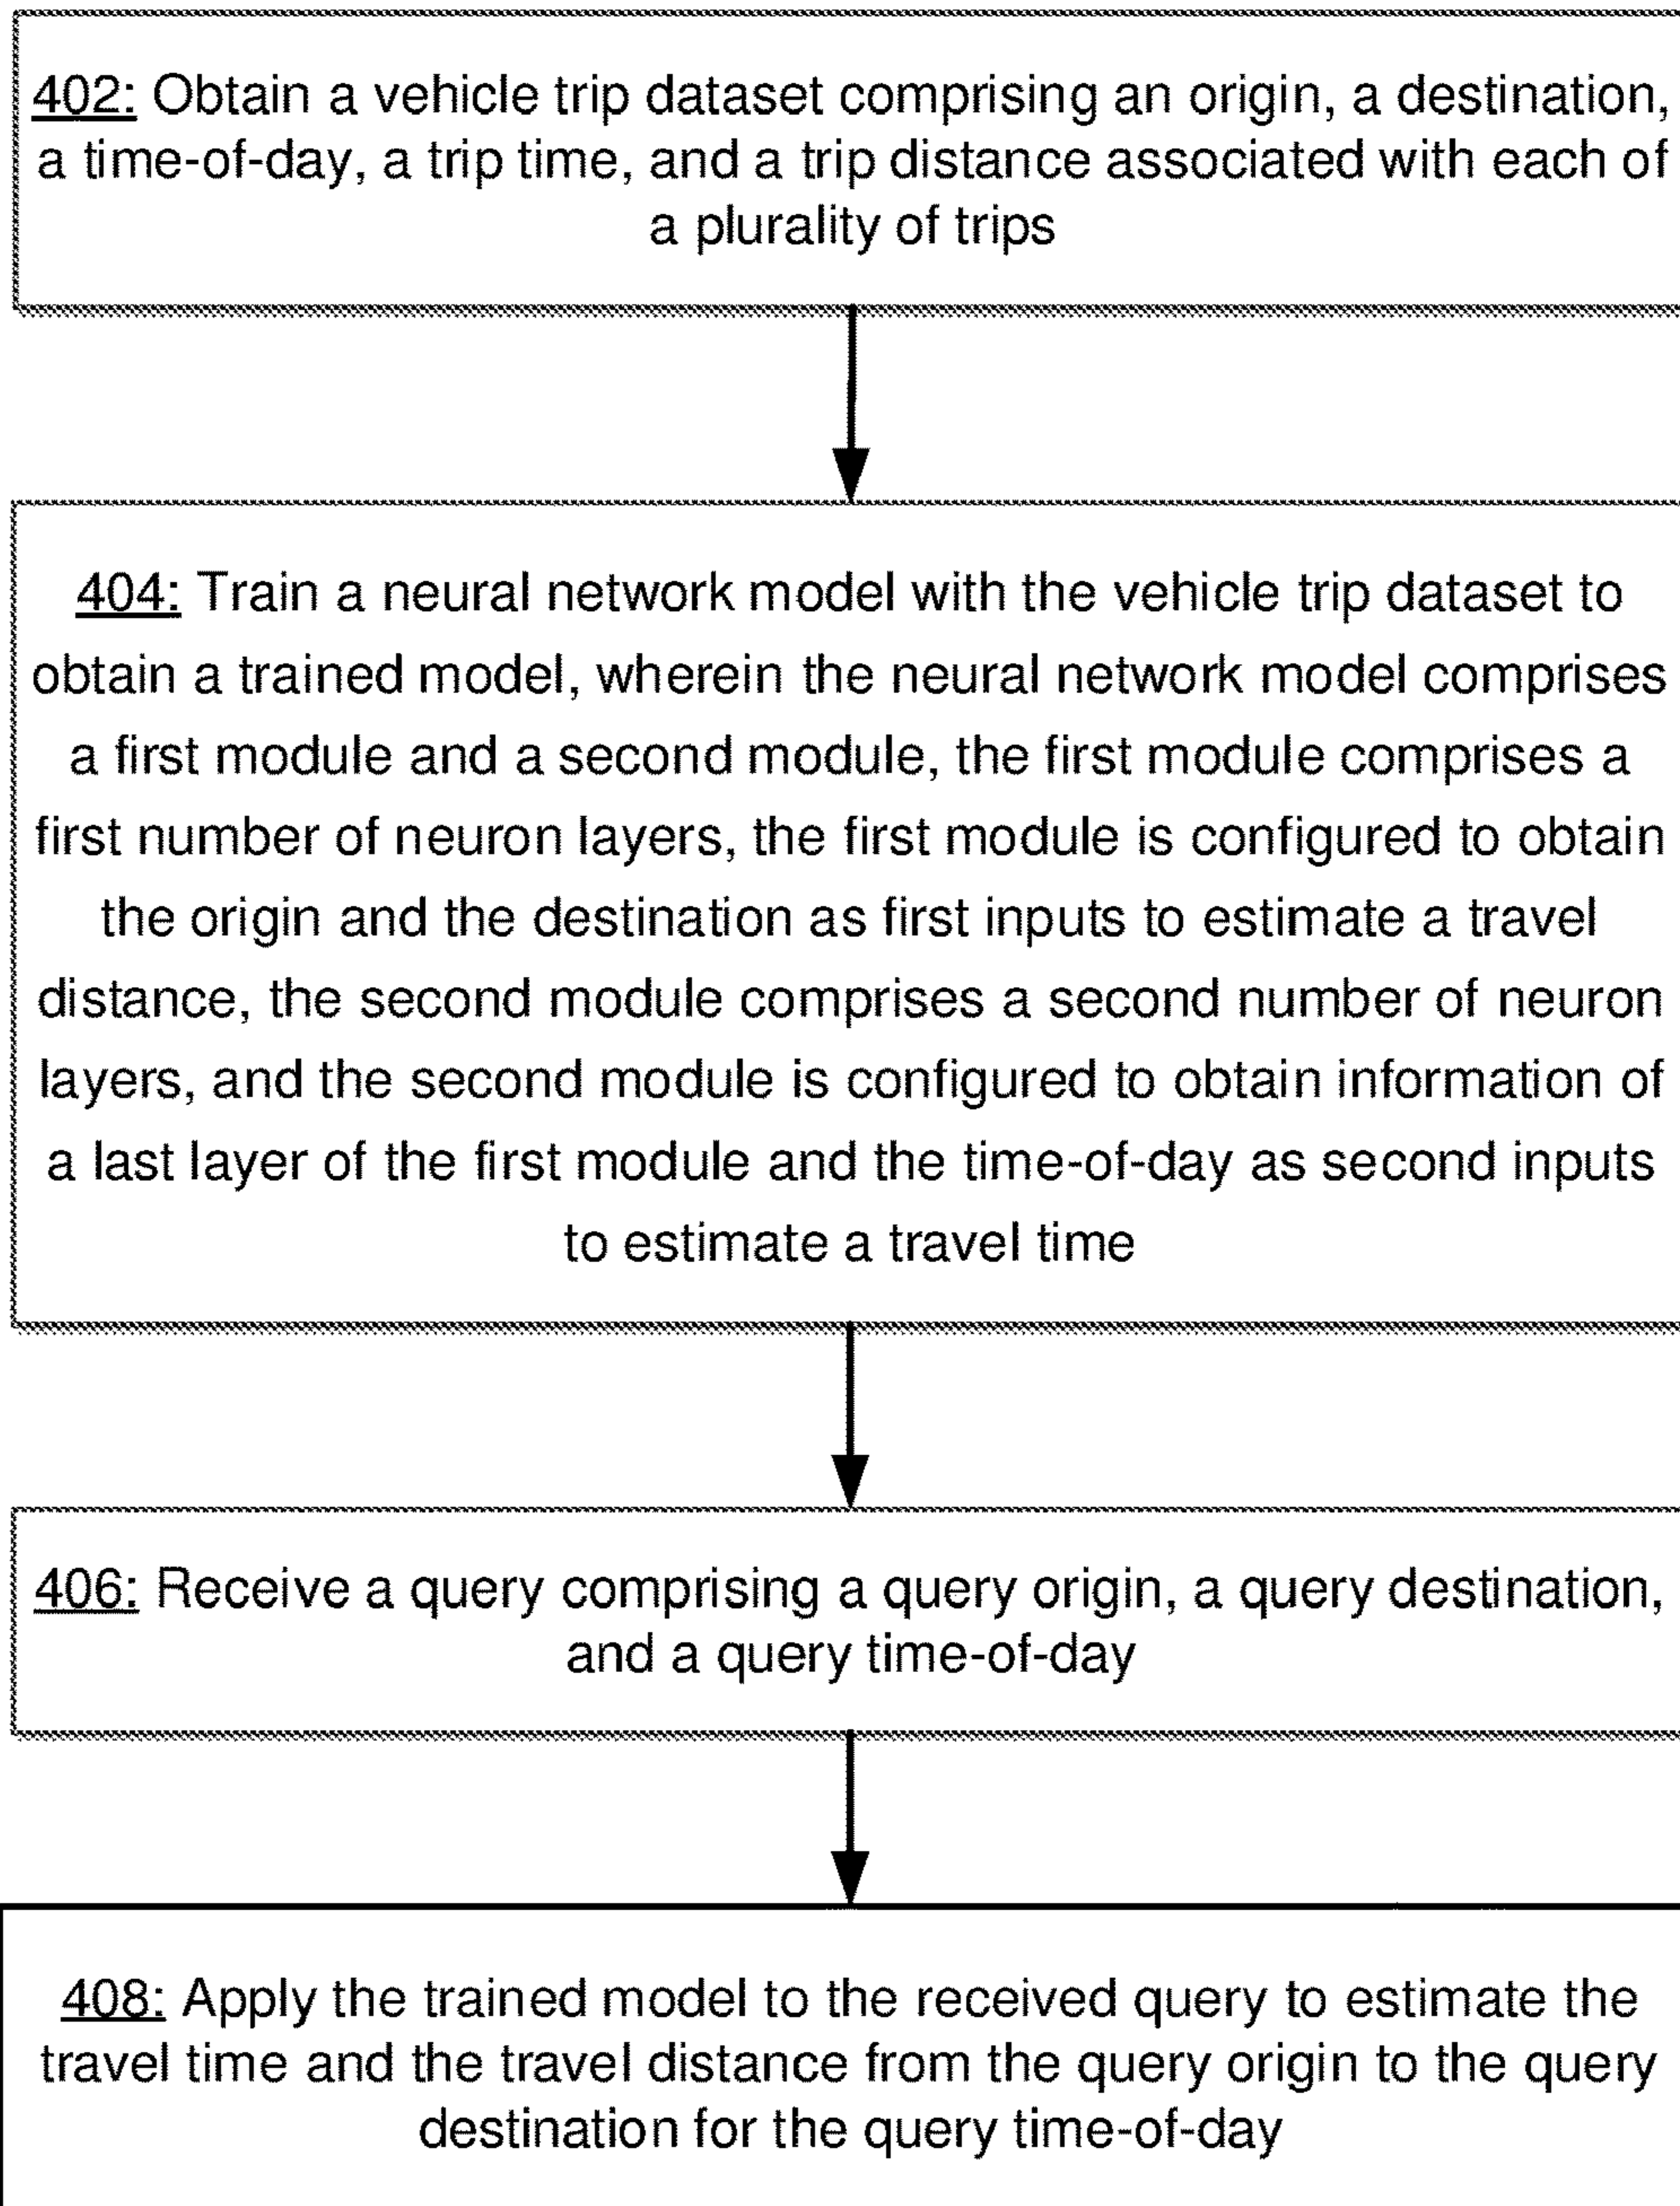 402: Obtain a vehicle trip dataset comprising an origin, a destination,
a time-of-day, a trip time, and a trip distance associated with each of
a plurality of trips
404: Train a neural network model with the vehicle trip dataset to
obtain a trained model, wherein the neural network model comprises
a first module and a second module, the first module comprises a
first number of neuron layers, the first module is configured to obtain
the origin and the destination as first inputs to estimate a travel
distance, the second module comprises a second number of neuron
layers, and the second module is configured to obtain information of
a last layer of the first module and the time-of-day as second inputs
to estimate a travel time
406: Receive a query comprising a query origin, a query destination,
and a query time-of-day
408: Apply the trained model to the received query to estimate the
travel time and the travel distance from the query origin to the query
destination for the query time-of-day